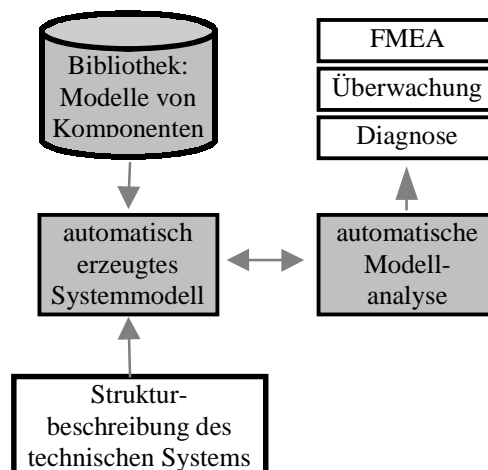 Bibliothek:
Modelle von
Komponenten
FMEA
Überwachung
Diagnose
automatisch
erzeugtes
Systemmodell
automatische
Modell-
analyse
Struktur-
beschreibung des
technischen Systems